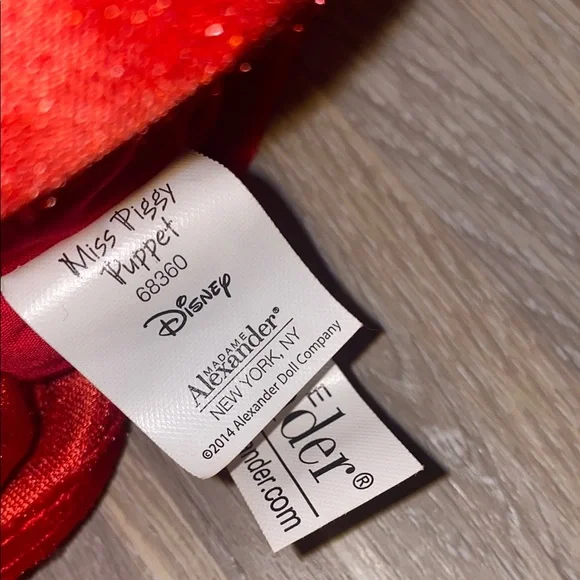 Miss Piggy
Puppet
68360
Disney
MADAME
Alexander®
NEW YORK, NY
©2014 Alexander Doll Company
E
der®
nder.com